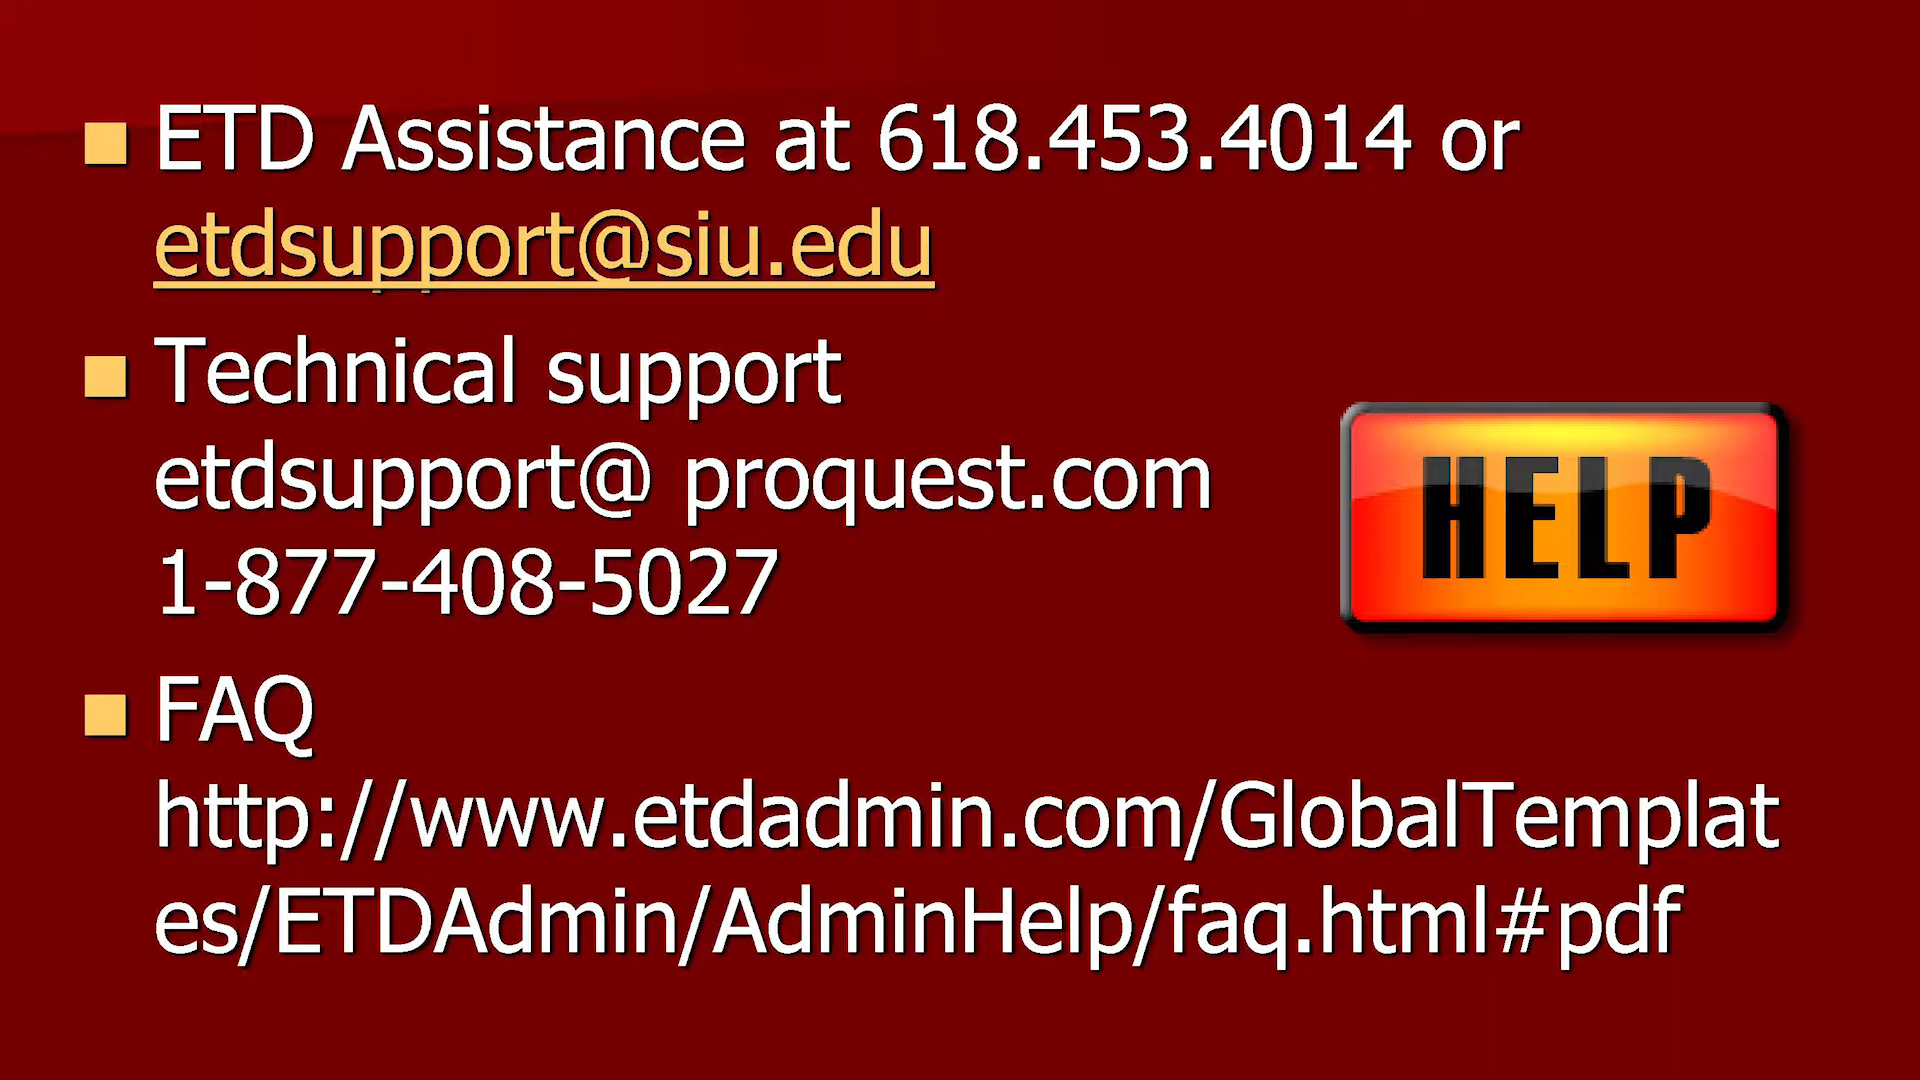 ETD Assistance at 618.453.4014 or
etdsupport@siu.edu
Technical support
etdsupport@ proquest.com
1-877-408-5027
HELP
FAQ
http://www.etdadmin.com/GlobalTemplat
es/ETDAdmin/AdminHelp/faq.html#pdf